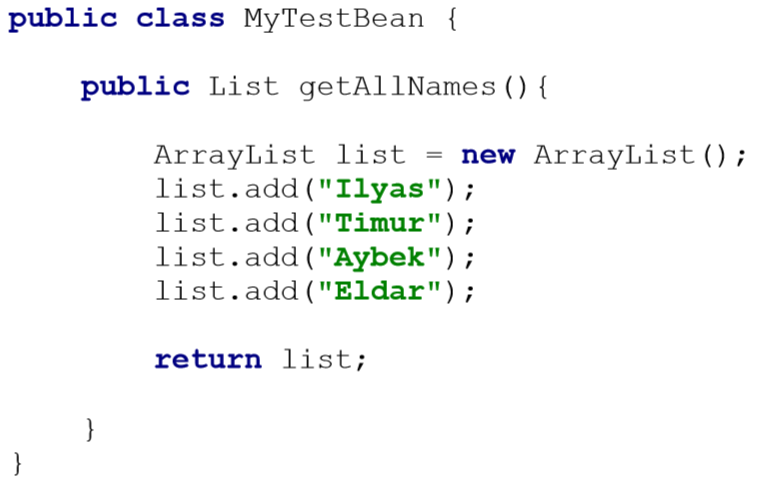 public class MyTestBean {
public List getAllNames(){
ArrayList list = new ArrayList();
list.add("Ilyas");
list.add("Timur");
list.add("Aybek");
list.add("Eldar");
return list;
}
}